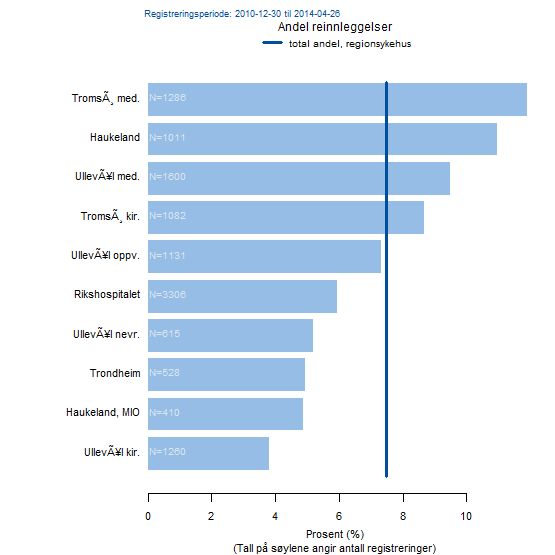 Registreringsperiode: 2010-12-30 til 2014-04-26
Andel reinnleggelser
total andel, regionsykehus
TromsÃ¸ med. N=1286
Haukeland N=1011
UllevÃ¥l med. N=1600
TromsÃ¸ kir. N=1082
UllevÃ¥l oppv. N=1131
Rikshospitalet N=3306
UllevÃ¥l nevr. N=615
Trondheim N=528
Haukeland, MIO N=410
UllevÃ¥l kir. N=1260
0 2 4 6 8 10
Prosent (%)
(Tall på søylene angir antall registreringer)